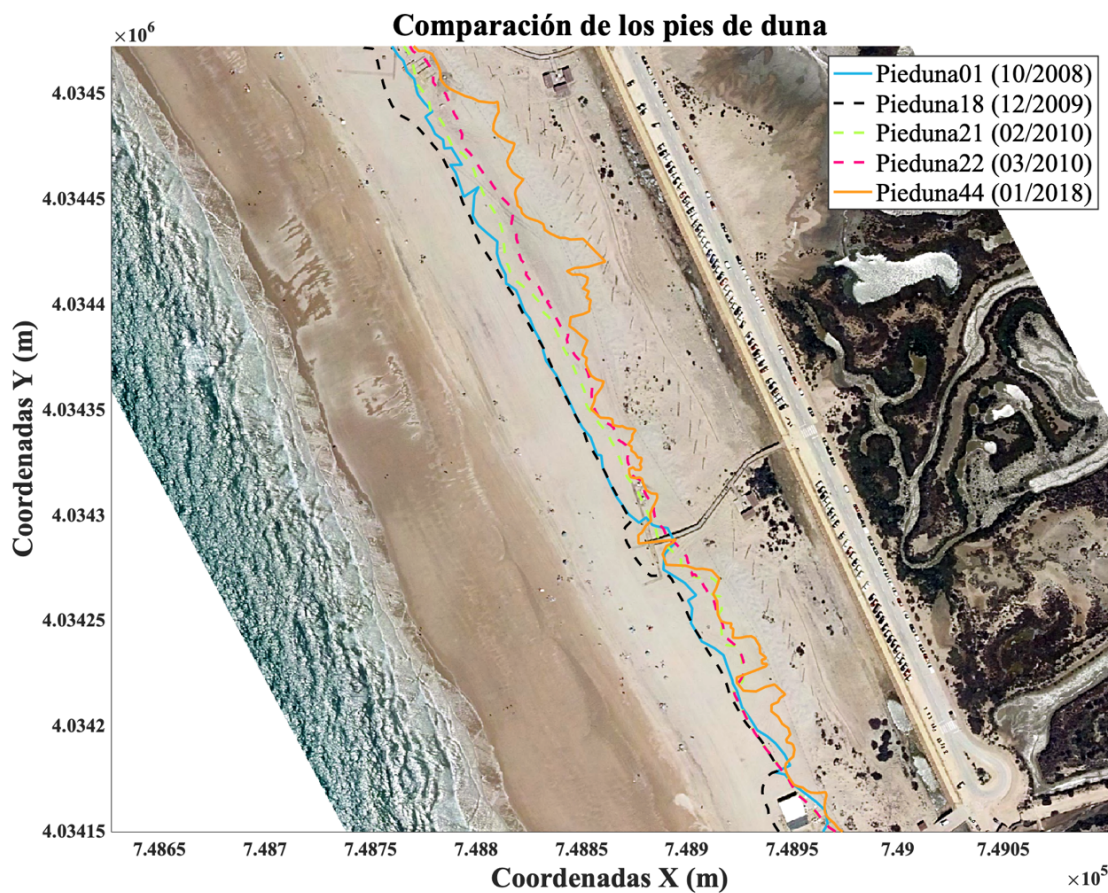 Comparación de los pies de duna
×10⁶
Pieduna01 (10/2008)
Pieduna18 (12/2009)
Pieduna21 (02/2010)
Pieduna22 (03/2010)
Pieduna44 (01/2018)
4.0345
4.03445
4.0344
4.03435
4.0343
4.03425
4.0342
4.03415
Coordenadas Y (m)
7.4865
7.487
7.4875
7.488
7.4885
7.489
7.4895
7.49
7.4905
Coordenadas X (m)
×10⁵